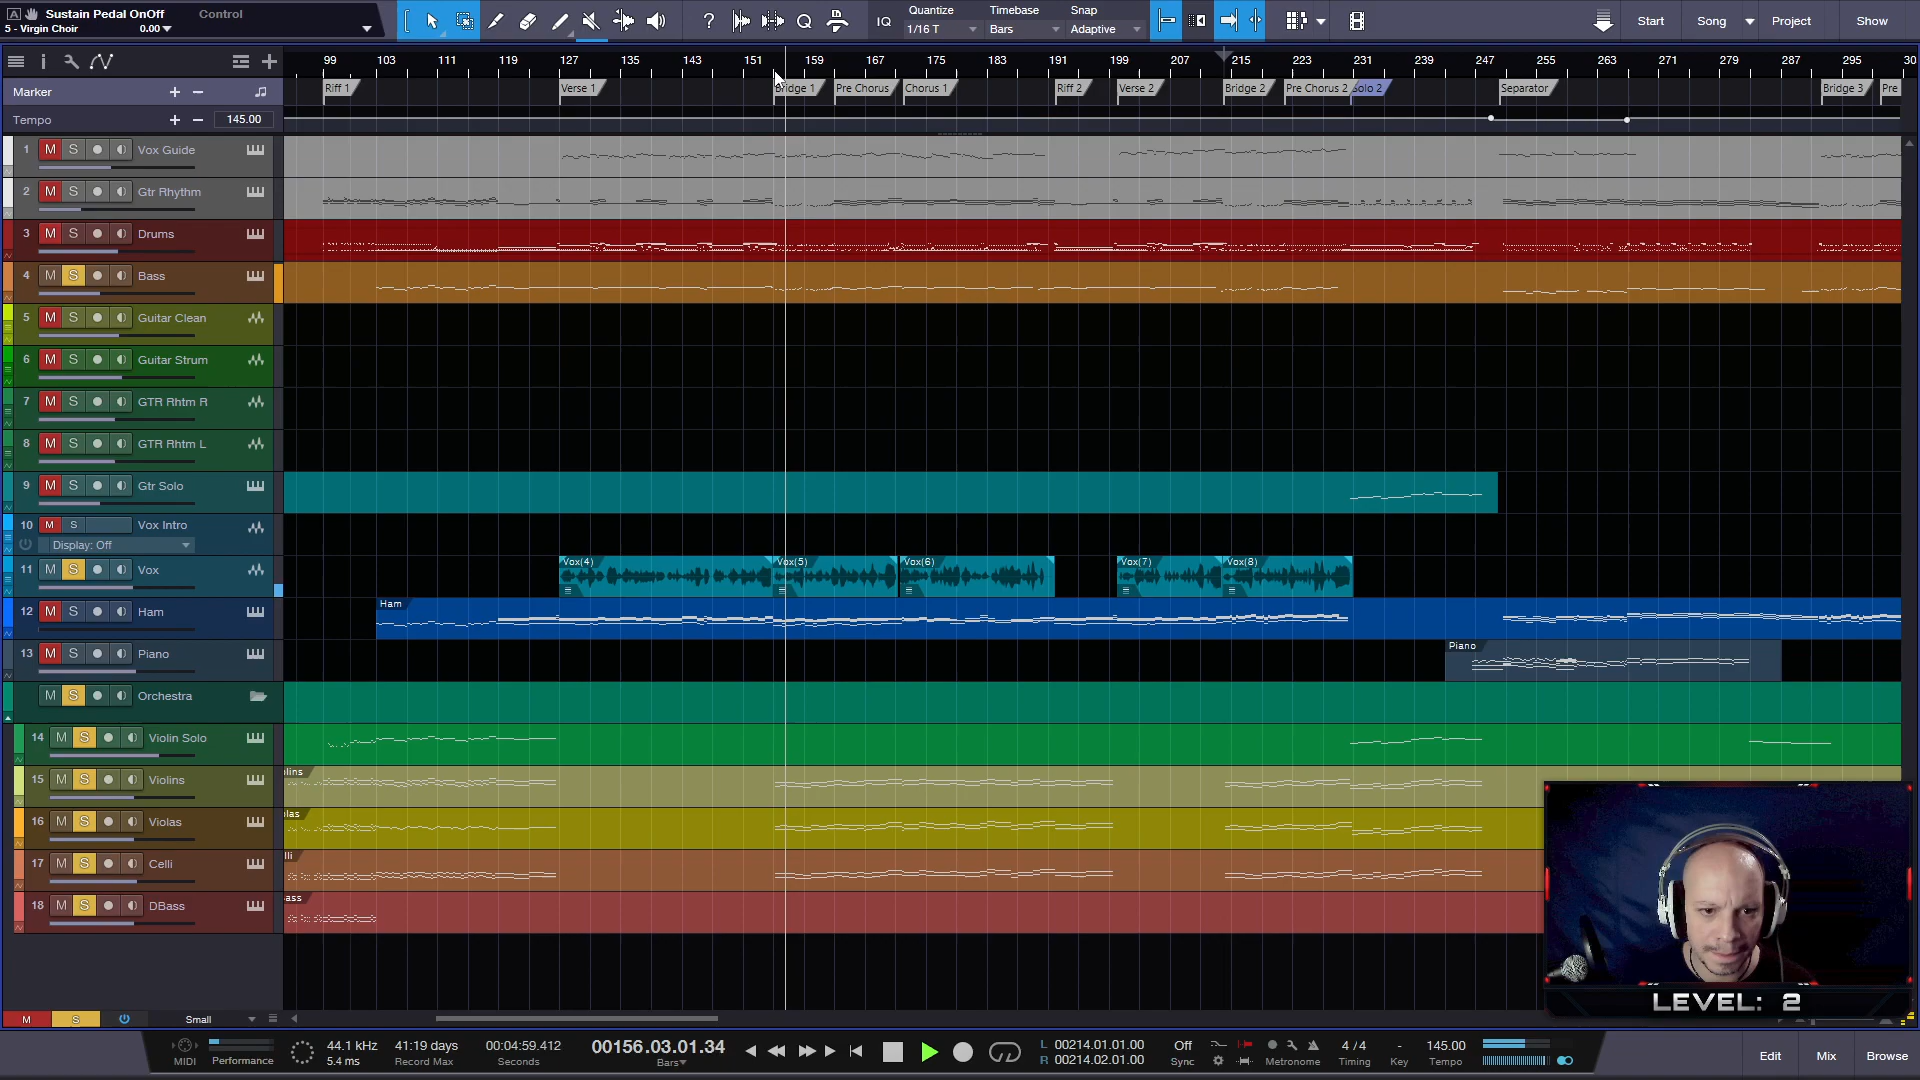 Sustain Pedal OnOff Control
5 - Virgin Choir 0.00
Quantize Timebase Snap
IQ 1/16 T Bars Adaptive
Start Song Project Show
99 103 111 119 127 135 143 151 159 167 175 183 191 199 207 215 223 231 239 247 255 263 271 279 287 295 30
Marker
Riff 1 Verse 1 Bridge 1 Pre Chorus Chorus 1 Riff 2 Verse 2 Bridge 2 Pre Chorus 2 Solo 2 Separator Bridge 3 Pre
Tempo 145.00
1 M S Vox Guide
2 M S Gtr Rhythm
3 M S Drums
4 M S Bass
5 M S Guitar Clean
6 M S Guitar Strum
7 M S GTR Rhtm R
8 M S GTR Rhtm L
9 M S Gtr Solo
10 M S Vox Intro
Display: Off
11 M S Vox
Vox(4) Vox(5) Vox(6) Vox(7) Vox(8)
12 M S Ham
Ham
13 M S Piano
Piano
M S Orchestra
14 M S Violin Solo
15 M S Violins
lins
16 M S Violas
las
17 M S Celli
lli
18 M S DBass
ass
LEVEL: 2
M S Small
MIDI Performance
44.1 kHz
5.4 ms
41:19 days
Record Max
00:04:59.412
Seconds
00156.03.01.34
Bars
L 00214.01.01.00
R 00214.02.01.00
Off
Sync
Metronome
4 / 4
Timing
-
Key
145.00
Tempo
Edit Mix Browse